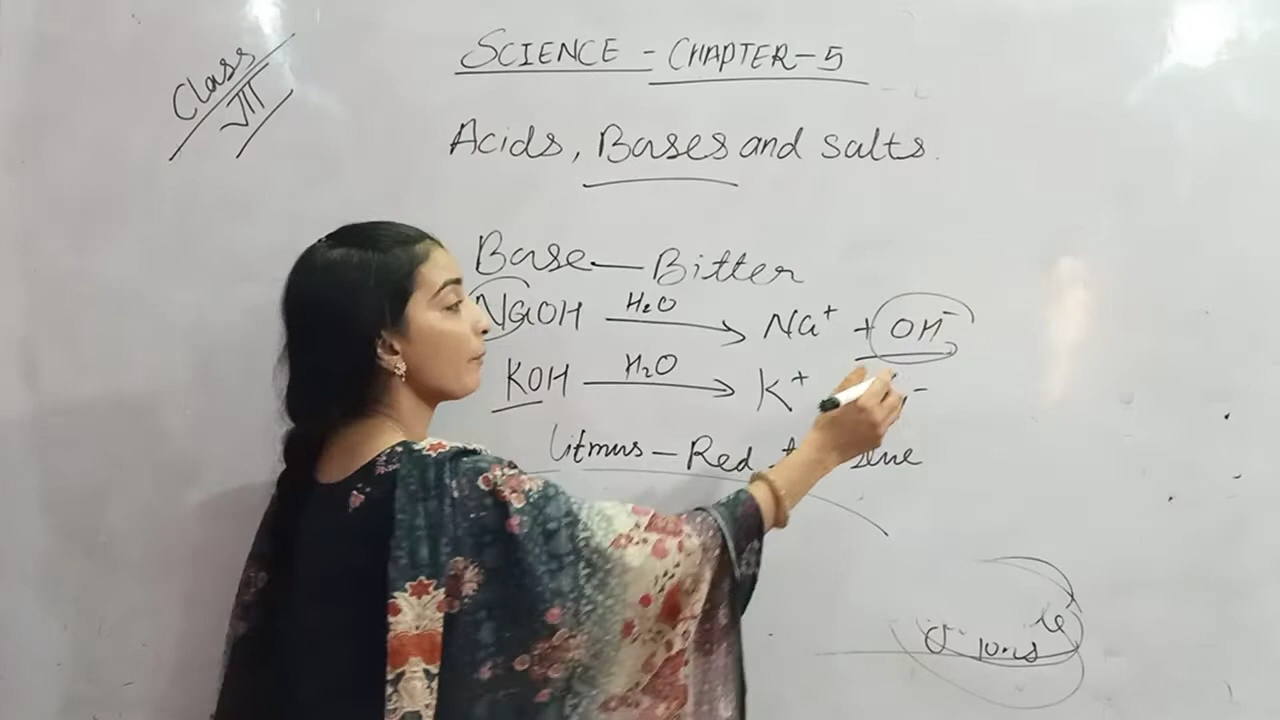 Class
VII
SCIENCE - CHAPTER-5
Acids, Bases and salts.
Base — Bitter
NaOH H₂O → Na⁺ + OH⁻
KOH H₂O → K⁺ -
litmus - Red